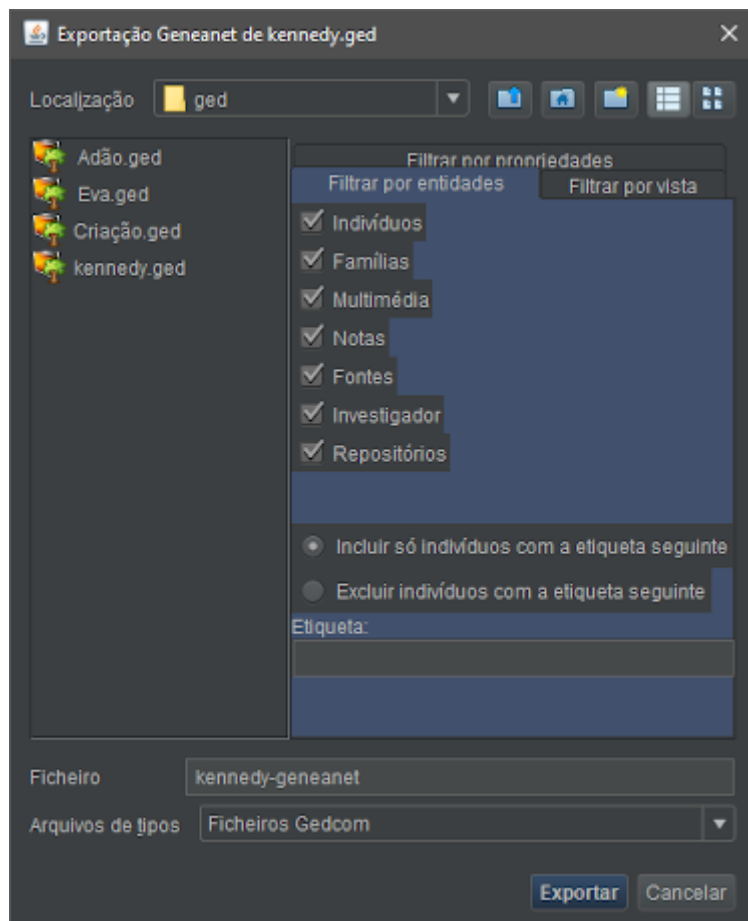 Exportação Geneanet de kennedy.ged
Localização
ged
Adão.ged
Eva.ged
Criação.ged
kennedy.ged
Filtrar por propriedades
Filtrar por entidades
Filtrar por vista
Indivíduos
Famílias
Multimédia
Notas
Fontes
Investigador
Repositórios
Incluir só indivíduos com a etiqueta seguinte
Excluir indivíduos com a etiqueta seguinte
Etiqueta:
Ficheiro
kennedy-geneanet
Arquivos de tipos
Ficheiros Gedcom
Exportar
Cancelar